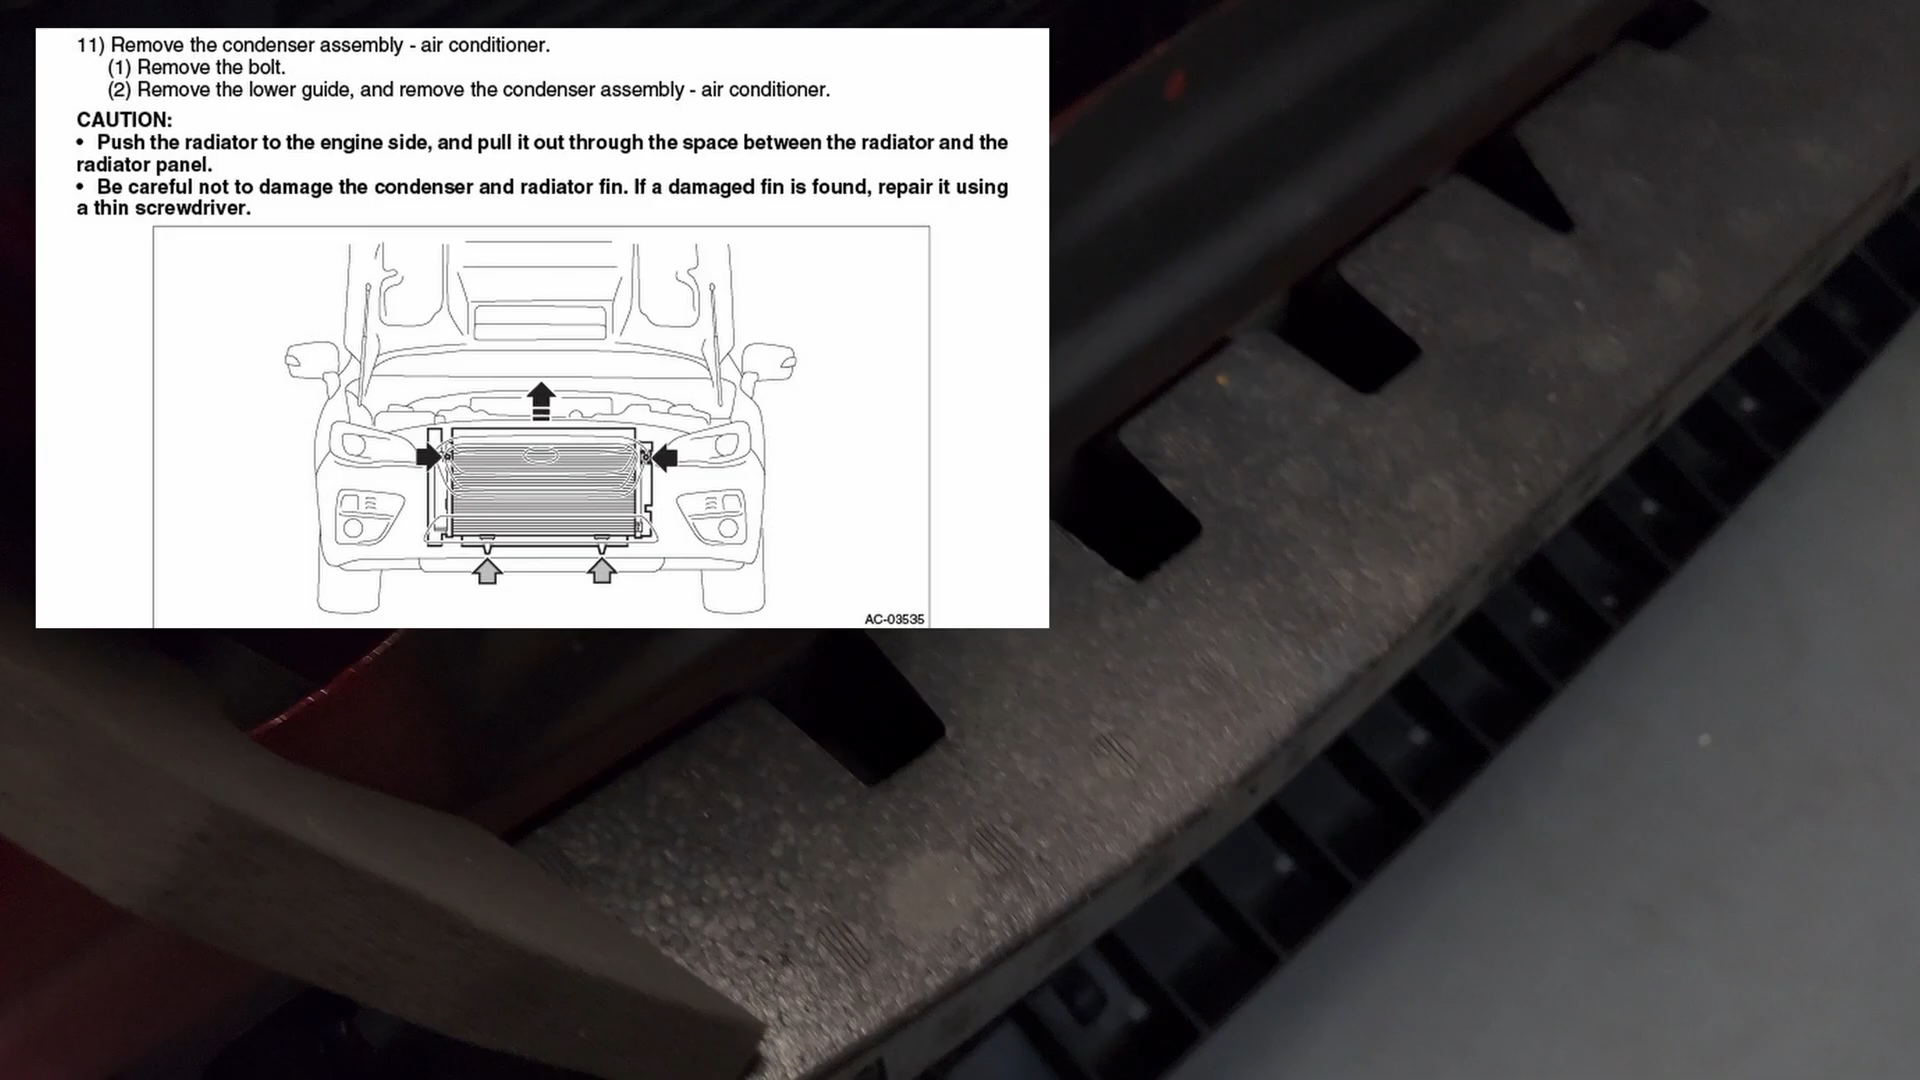 11) Remove the condenser assembly - air conditioner.
(1) Remove the bolt.
(2) Remove the lower guide, and remove the condenser assembly - air conditioner.
CAUTION:
• Push the radiator to the engine side, and pull it out through the space between the radiator and the
radiator panel.
• Be careful not to damage the condenser and radiator fin. If a damaged fin is found, repair it using
a thin screwdriver.
AC-03535